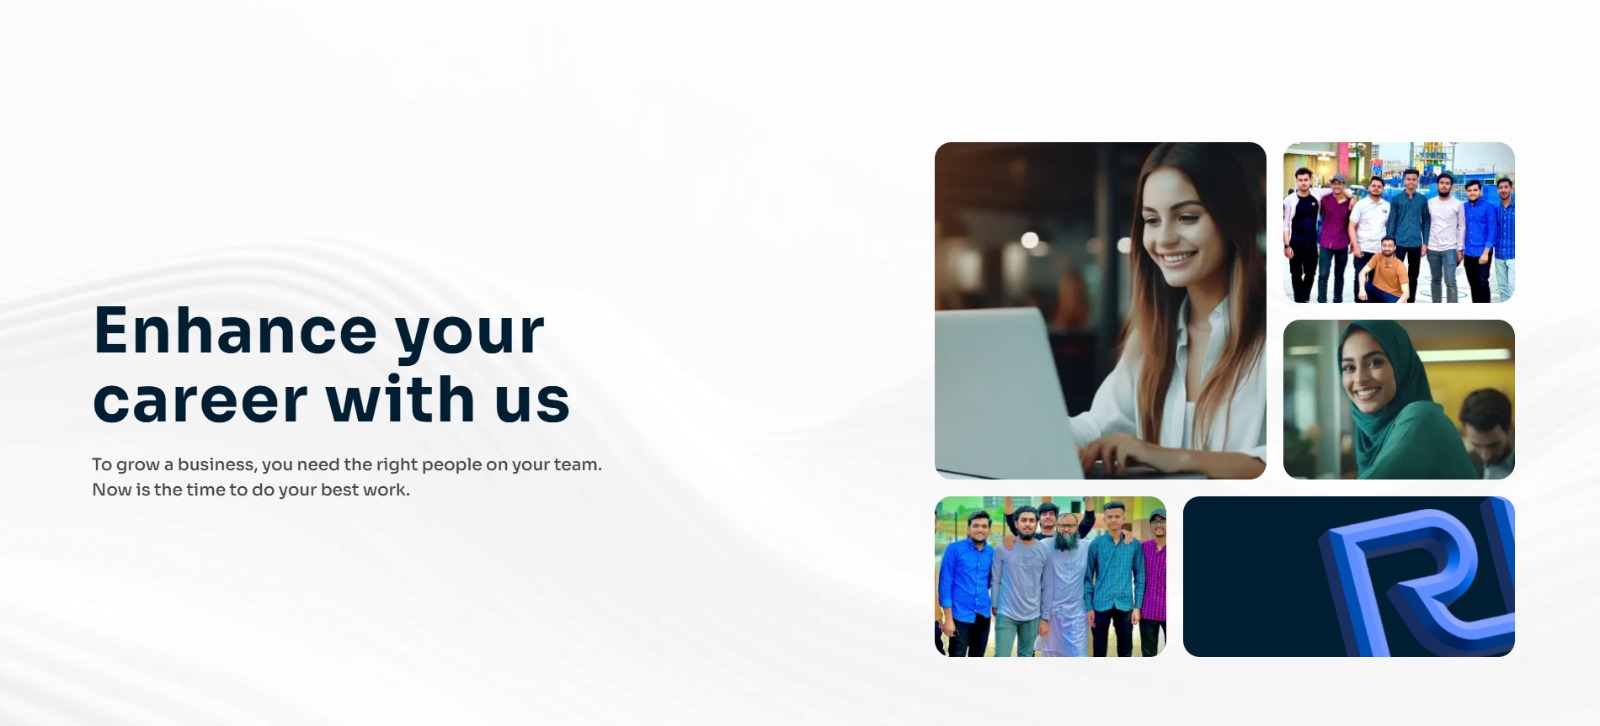 Enhance your
career with us
To grow a business, you need the right people on your team.
Now is the time to do your best work.